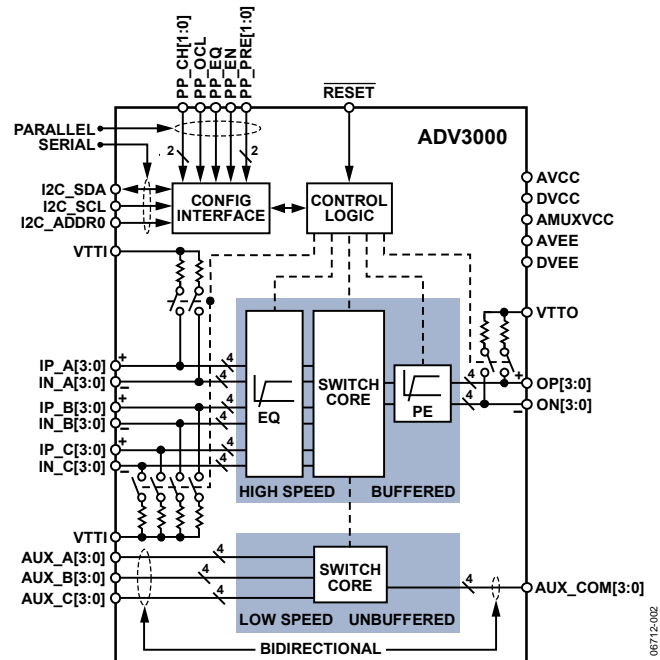 PP_CH[1:0]
PP_OCL
PP_EQ
PP_EN
PP_PRE[1:0]
RESET
PARALLEL
SERIAL
ADV3000
2
2
I2C_SDA
I2C_SCL
I2C_ADDR0
CONFIG
INTERFACE
CONTROL
LOGIC
AVCC
DVCC
AMUXVCC
AVEE
DVEE
VTTI
VTTO
+
IP_A[3:0]
4
IN_A[3:0]
−
4
+
IP_B[3:0]
4
IN_B[3:0]
−
4
+
IP_C[3:0]
4
IN_C[3:0]
−
4
EQ
SWITCH
CORE
PE
4
+
OP[3:0]
4
−
ON[3:0]
HIGH SPEED
BUFFERED
VTTI
AUX_A[3:0]
4
AUX_B[3:0]
4
AUX_C[3:0]
4
SWITCH
CORE
4
AUX_COM[3:0]
LOW SPEED
UNBUFFERED
BIDIRECTIONAL
06712-002